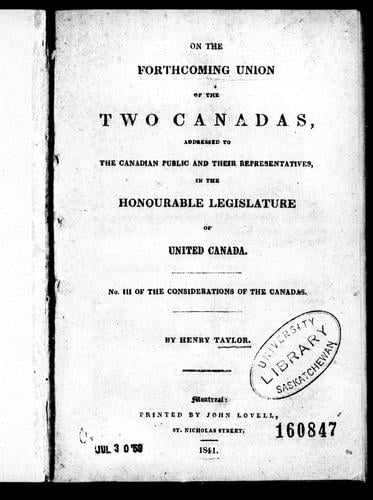 ON THE
FORTHCOMING UNION
OF THE
TWO CANADAS,
ADDRESSED TO
THE CANADIAN PUBLIC AND THEIR REPRESENTATIVES,
IN THE
HONOURABLE LEGISLATURE
OF
UNITED CANADA.
No. III OF THE CONSIDERATIONS OF THE CANADAS.
BY HENRY TAYLOR.
UNIVERSITY
LIBRARY
SASKATCHEWAN
Montreal:
PRINTED BY JOHN LOVELL,
ST. NICHOLAS STREET,
1841.
160847
JUL 30 '59